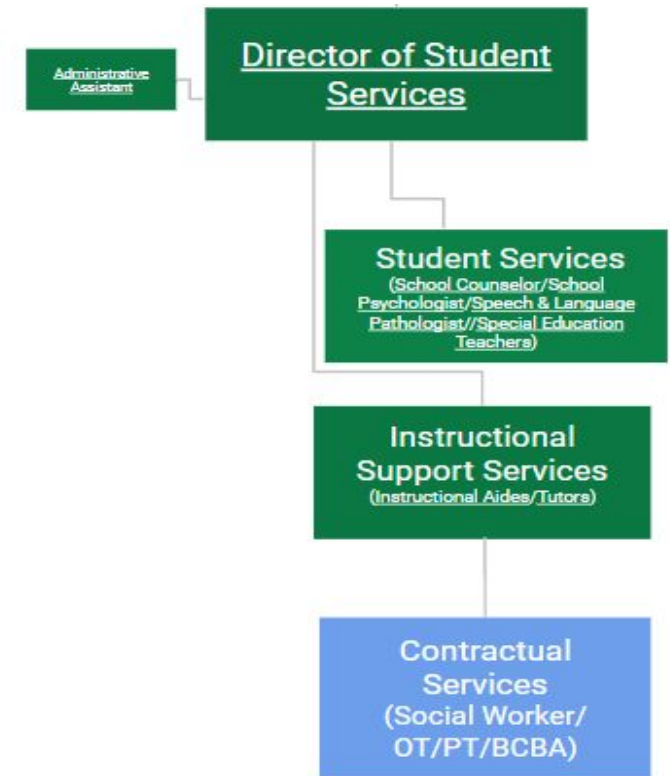 Director of Student
Services
Administrative
Assistant
Student Services
(School Counselor/School
Psychologist/Speech & Language
Pathologist//Special Education
Teachers)
Instructional
Support Services
(Instructional Aides/Tutors)
Contractual
Services
(Social Worker/
OT/PT/BCBA)